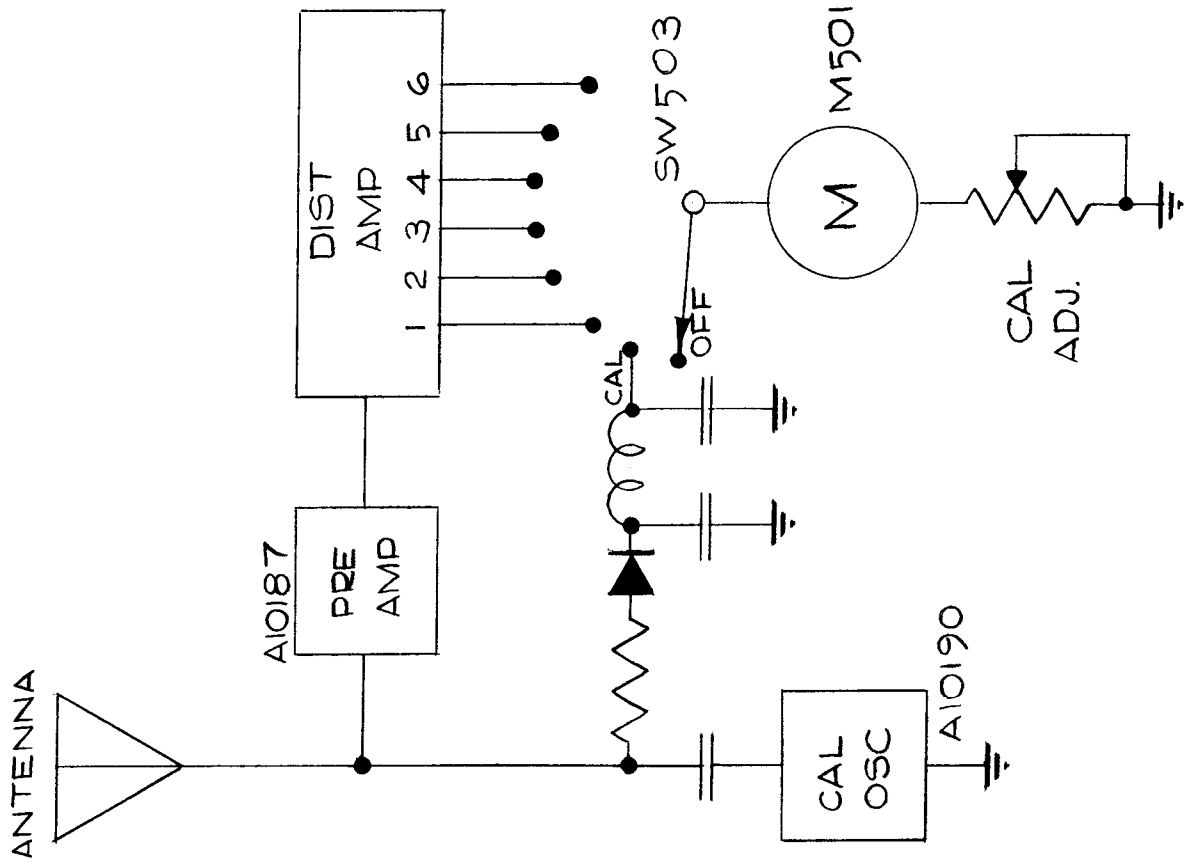 ANTENNA
A10187
PRE
AMP
DIST
AMP
1 2 3 4 5 6
CAL
OFF
SW503
M
M501
CAL
ADJ.
CAL
OSC
A10190